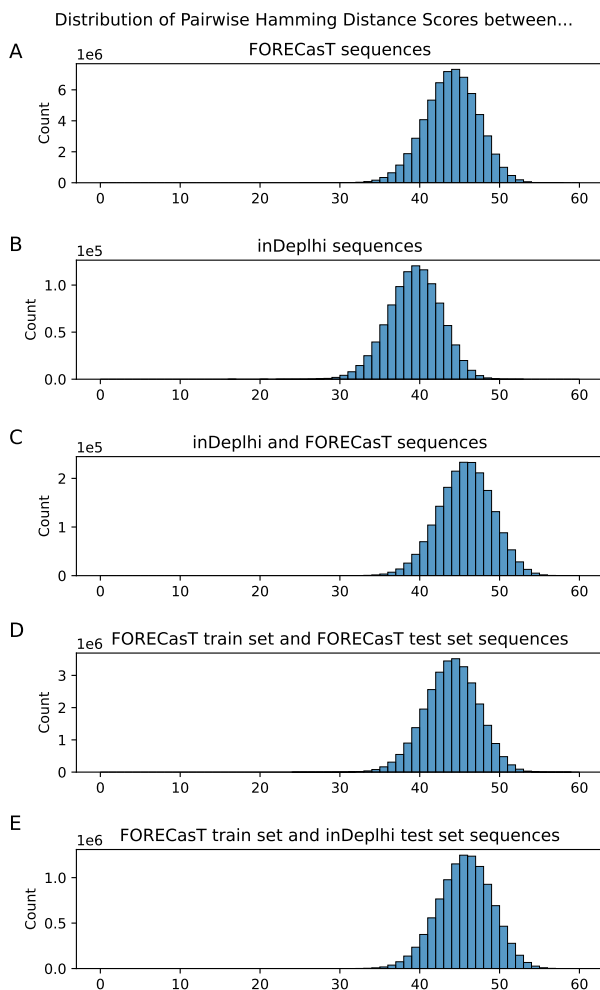 Distribution of Pairwise Hamming Distance Scores between...
A
FORECasT sequences
1e6
Count
6
4
2
0
0 10 20 30 40 50 60
B
inDeplhi sequences
1e5
Count
1.0
0.5
0.0
0 10 20 30 40 50 60
C
inDeplhi and FORECasT sequences
1e5
Count
2
1
0
0 10 20 30 40 50 60
D
FORECasT train set and FORECasT test set sequences
1e6
Count
3
2
1
0
0 10 20 30 40 50 60
E
FORECasT train set and inDeplhi test set sequences
1e6
Count
1.0
0.5
0.0
0 10 20 30 40 50 60